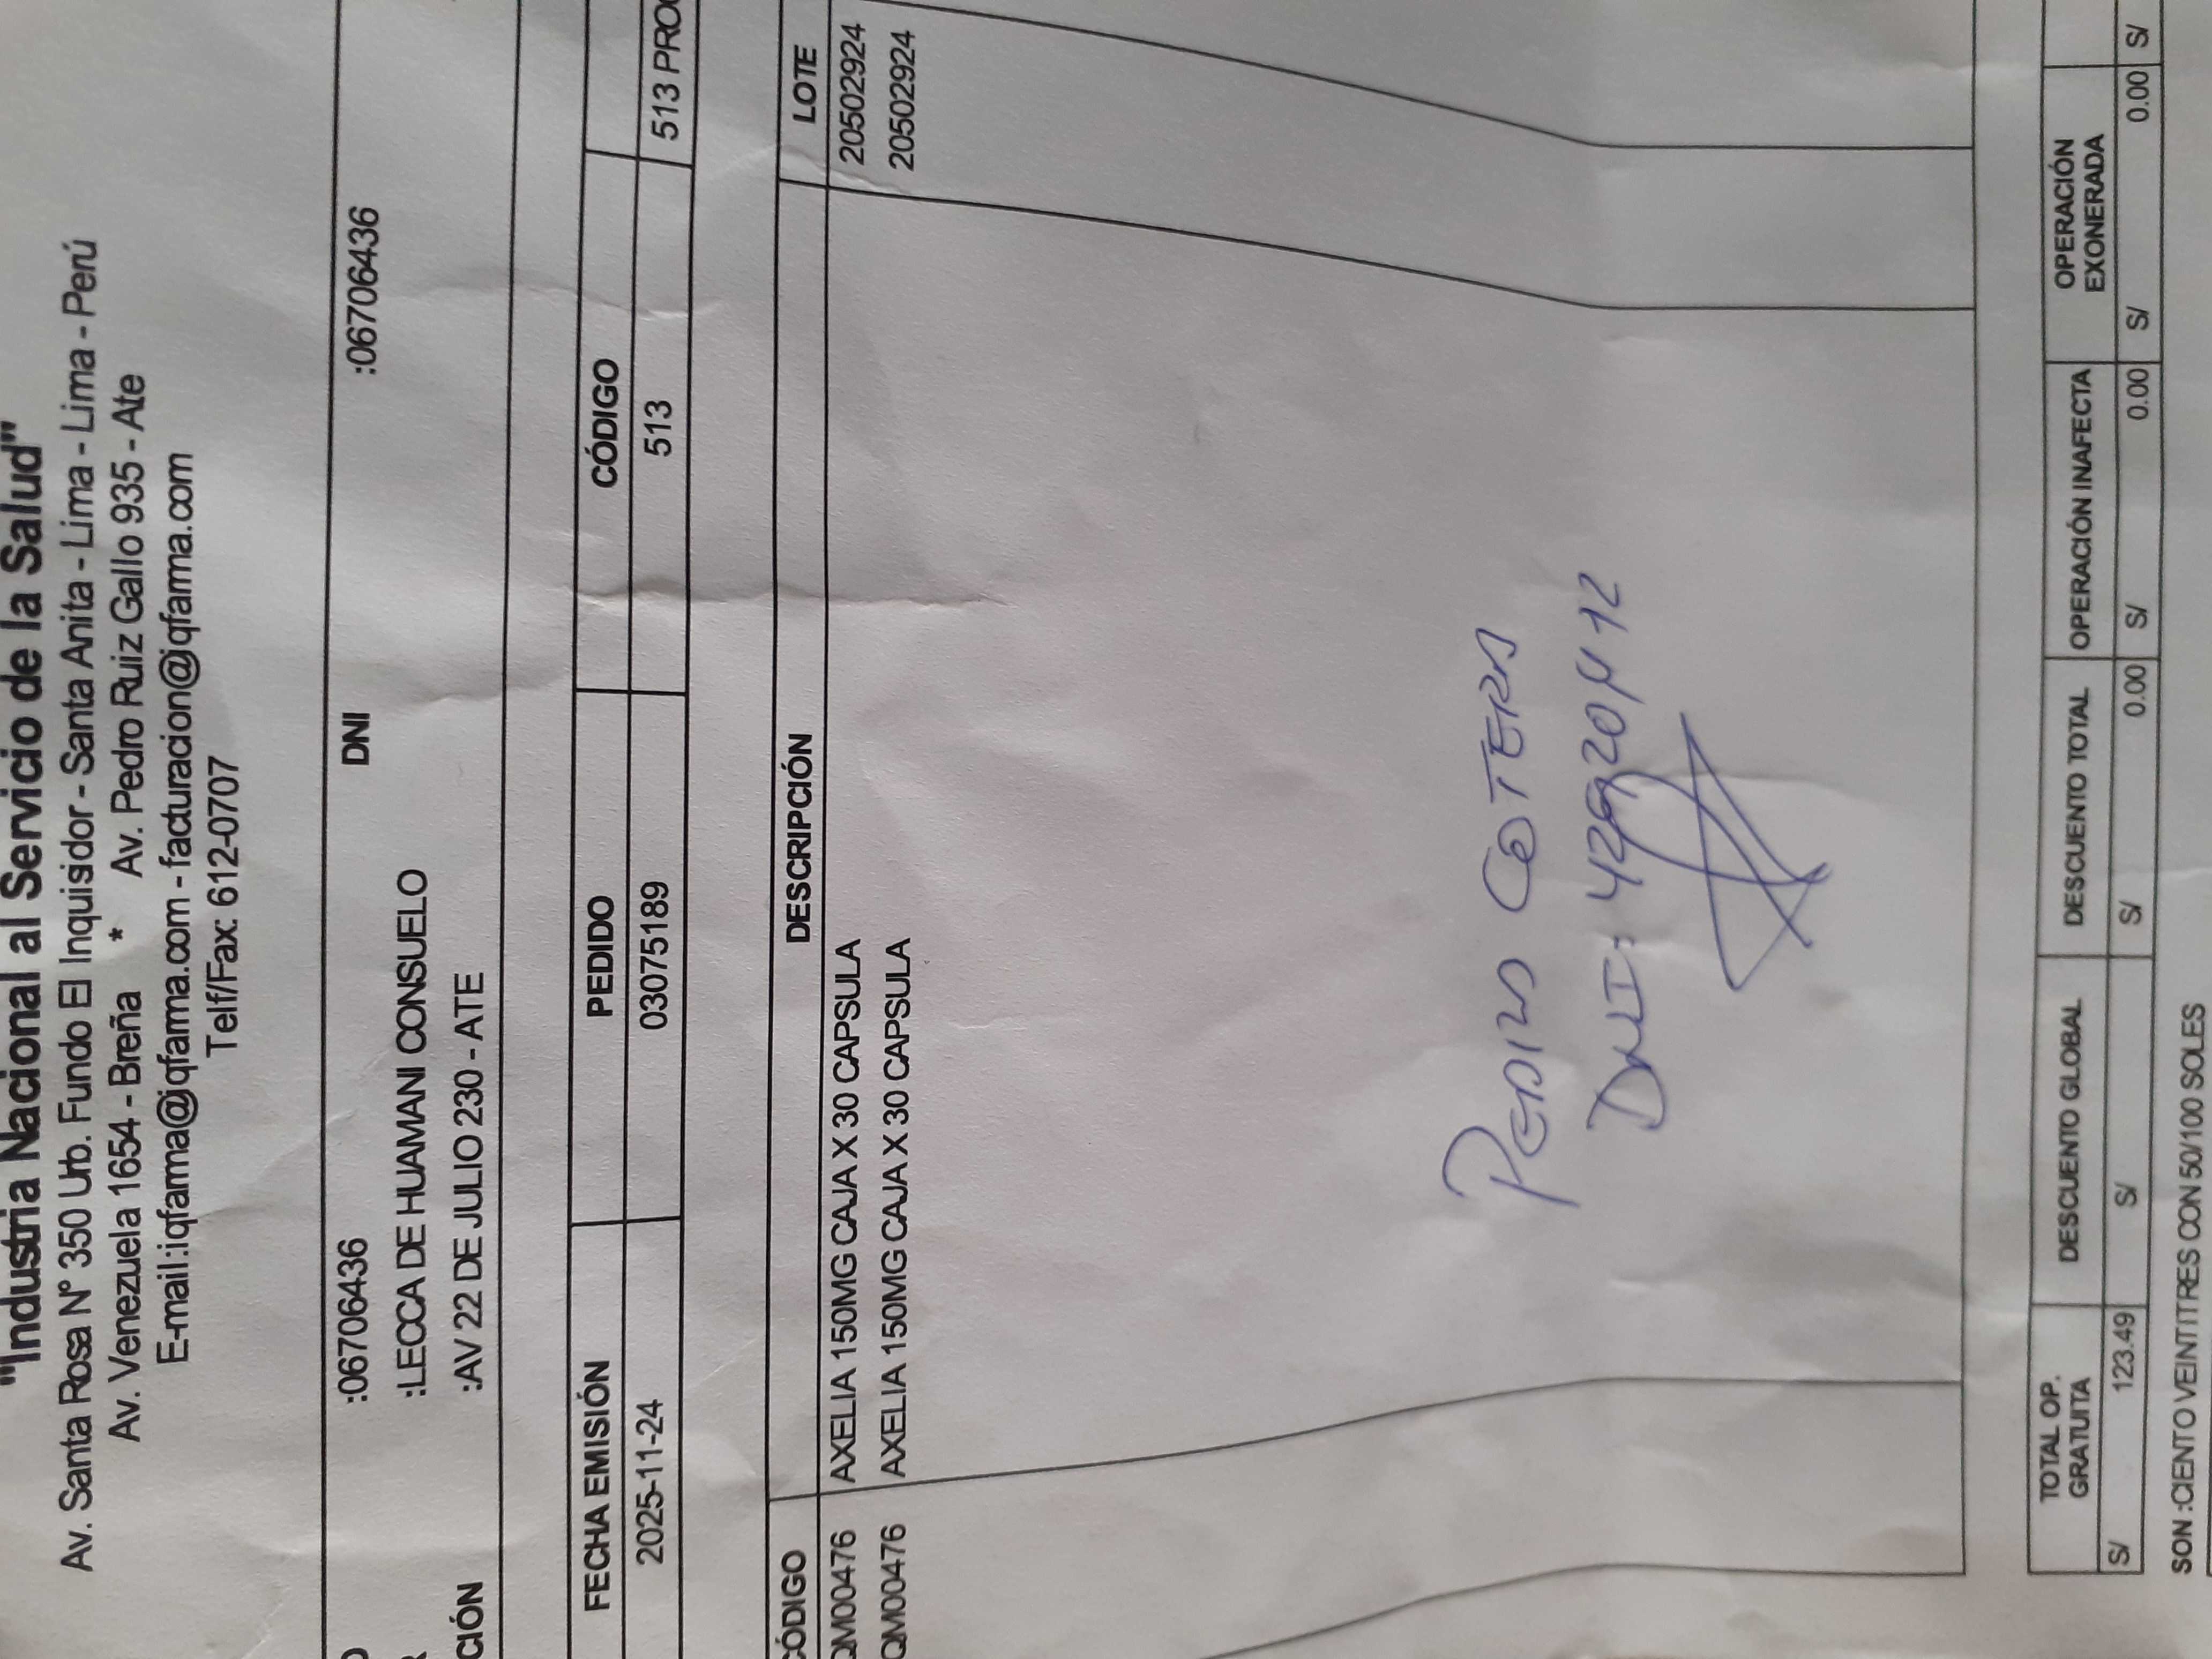 "Industria Nacional al Servicio de la Salud"
Av. Santa Rosa N° 350 Urb. Fundo El Inquisidor - Santa Anita - Lima - Lima - Perú
Av. Venezuela 1654 - Breña * Av. Pedro Ruiz Gallo 935 - Ate
E-mail:iqfarma@iqfarma.com - facturacion@iqfarma.com
Telf/Fax: 612-0707
:06706436 DNI :06706436
:LECCA DE HUAMANI CONSUELO
CIÓN :AV 22 DE JULIO 230 - ATE
FECHA EMISIÓN PEDIDO CÓDIGO
2025-11-24 03075189 513 513 PRO
CÓDIGO DESCRIPCIÓN LOTE
QM00476 AXELIA 150MG CAJA X 30 CAPSULA 20502924
QM00476 AXELIA 150MG CAJA X 30 CAPSULA 20502924
COTERA
DNI:
TOTAL OP. GRATUITA DESCUENTO GLOBAL DESCUENTO TOTAL OPERACIÓN INAFECTA OPERACIÓN EXONERADA
S/ 123.49 S/ S/ 0.00 S/ 0.00 S/ 0.00 S/
SON :CIENTO VEINTITRES CON 50/100 SOLES